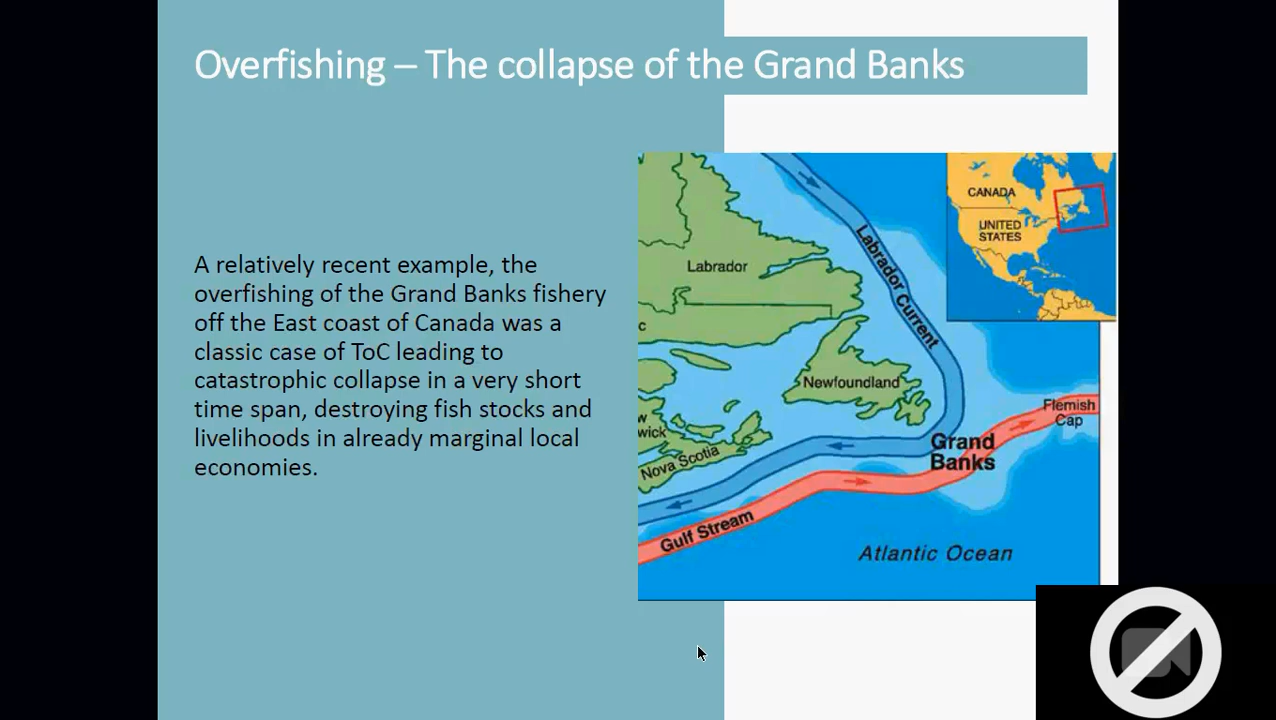 Overfishing – The collapse of the Grand Banks
A relatively recent example, the
overfishing of the Grand Banks fishery
off the East coast of Canada was a
classic case of ToC leading to
catastrophic collapse in a very short
time span, destroying fish stocks and
livelihoods in already marginal local
economies.
CANADA
UNITED
STATES
Labrador
Labrador Current
c
Newfoundland
w
wick
Nova Scotia
Flemish
Cap
Grand
Banks
Gulf Stream
Atlantic Ocean